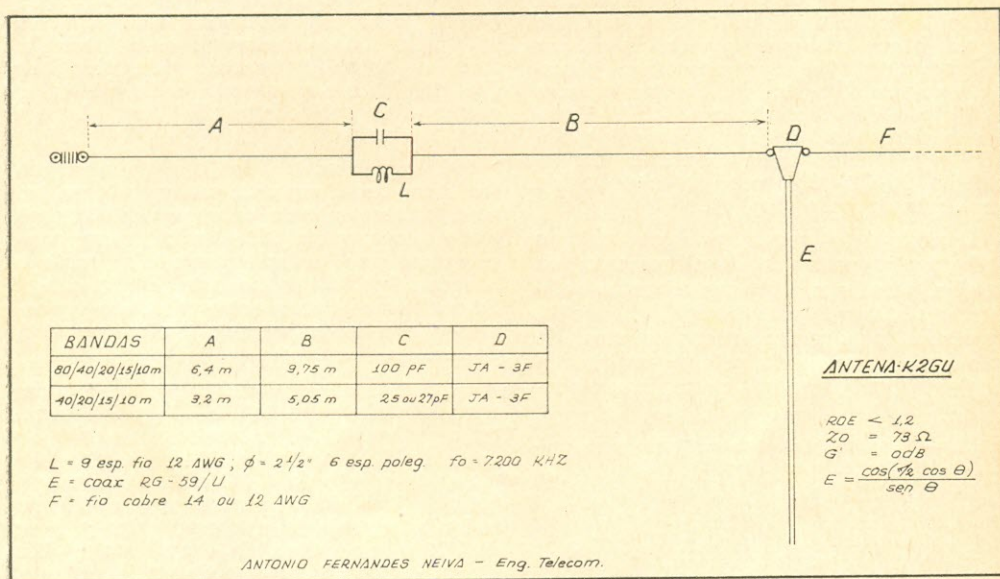 C
A
B
D
F
L
E
BANDAS A B C D
80/40/20/15/10m 6,4 m 9,75 m 100 PF JA - 3F
40/20/15/10 m 3,2 m 5,05 m 25 ou 27pF JA - 3F
L = 9 esp. fio 12 AWG; φ = 2 1/2" 6 esp. poleg. fo = 7200 KHZ
E = coax RG-59/U
F = fio cobre 14 ou 12 AWG
ANTENA-K2GU
ROE < 1,2
ZO = 73 Ω
G' = 0dB
E = cos(π/2 cos θ)
sen θ
ANTONIO FERNANDES NEIVA - Eng. Telecom.